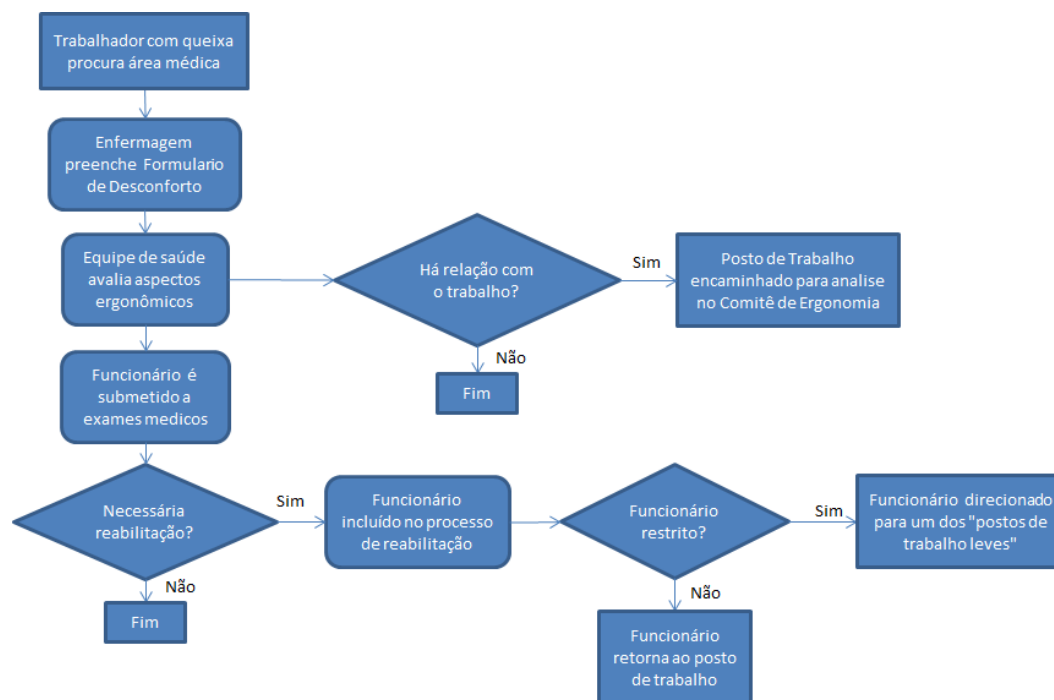 Trabalhador com queixa
procura área médica
Enfermagem
preenche Formulario
de Desconforto
Equipe de saúde
avalia aspectos
ergonômicos
Há relação com
o trabalho?
Sim
Posto de Trabalho
encaminhado para analise
no Comitê de Ergonomia
Não
Fim
Funcionário é
submetido a
exames medicos
Necessária
reabilitação?
Sim
Funcionário
incluído no processo
de reabilitação
Funcionário
restrito?
Sim
Funcionário direcionado
para um dos "postos de
trabalho leves"
Não
Fim
Não
Funcionário
retorna ao posto
de trabalho